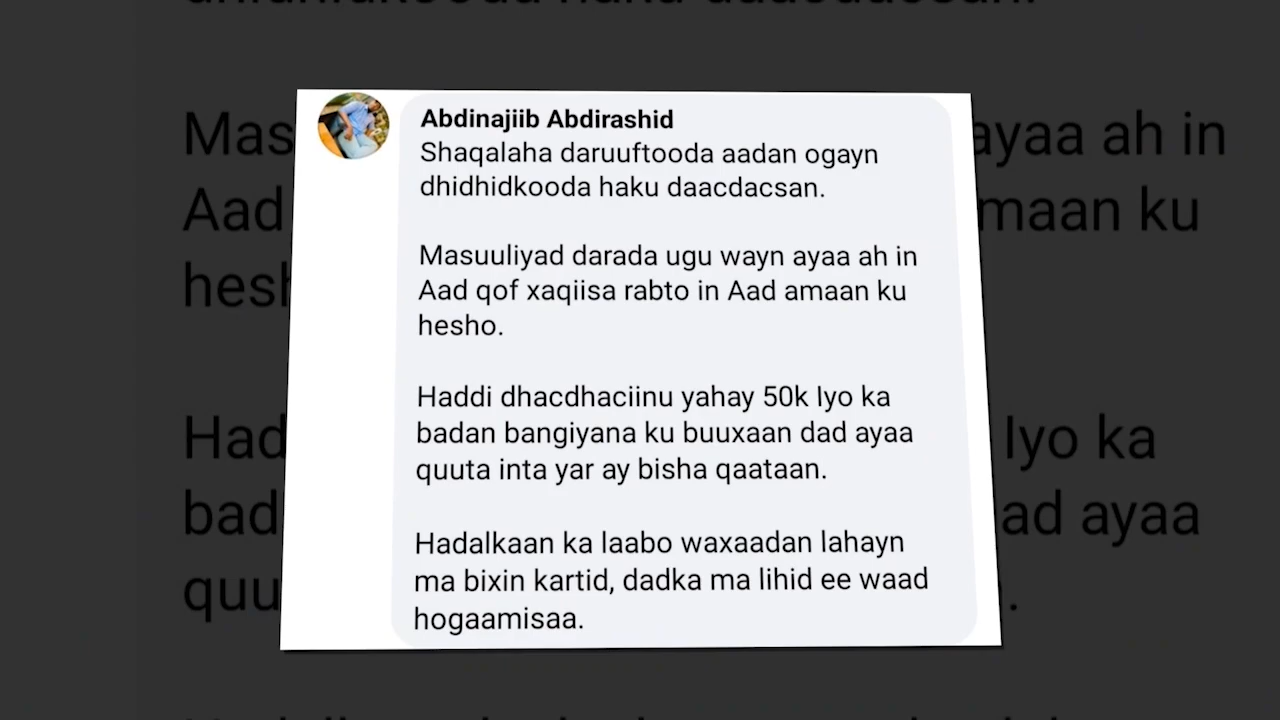 Abdinajiib Abdirashid
Shaqalaha daruuftooda aadan ogayn
dhidhidkooda haku daacdacsan.
Masuuliyad darada ugu wayn ayaa ah in
Aad qof xaqiisa rabto in Aad amaan ku
hesho.
Haddi dhacdhaciinu yahay 50k Iyo ka
badan bangiyana ku buuxaan dad ayaa
quuta inta yar ay bisha qaataan.
Hadalkaan ka laabo waxaadan lahayn
ma bixin kartid, dadka ma lihid ee waad
hogaamisaa.